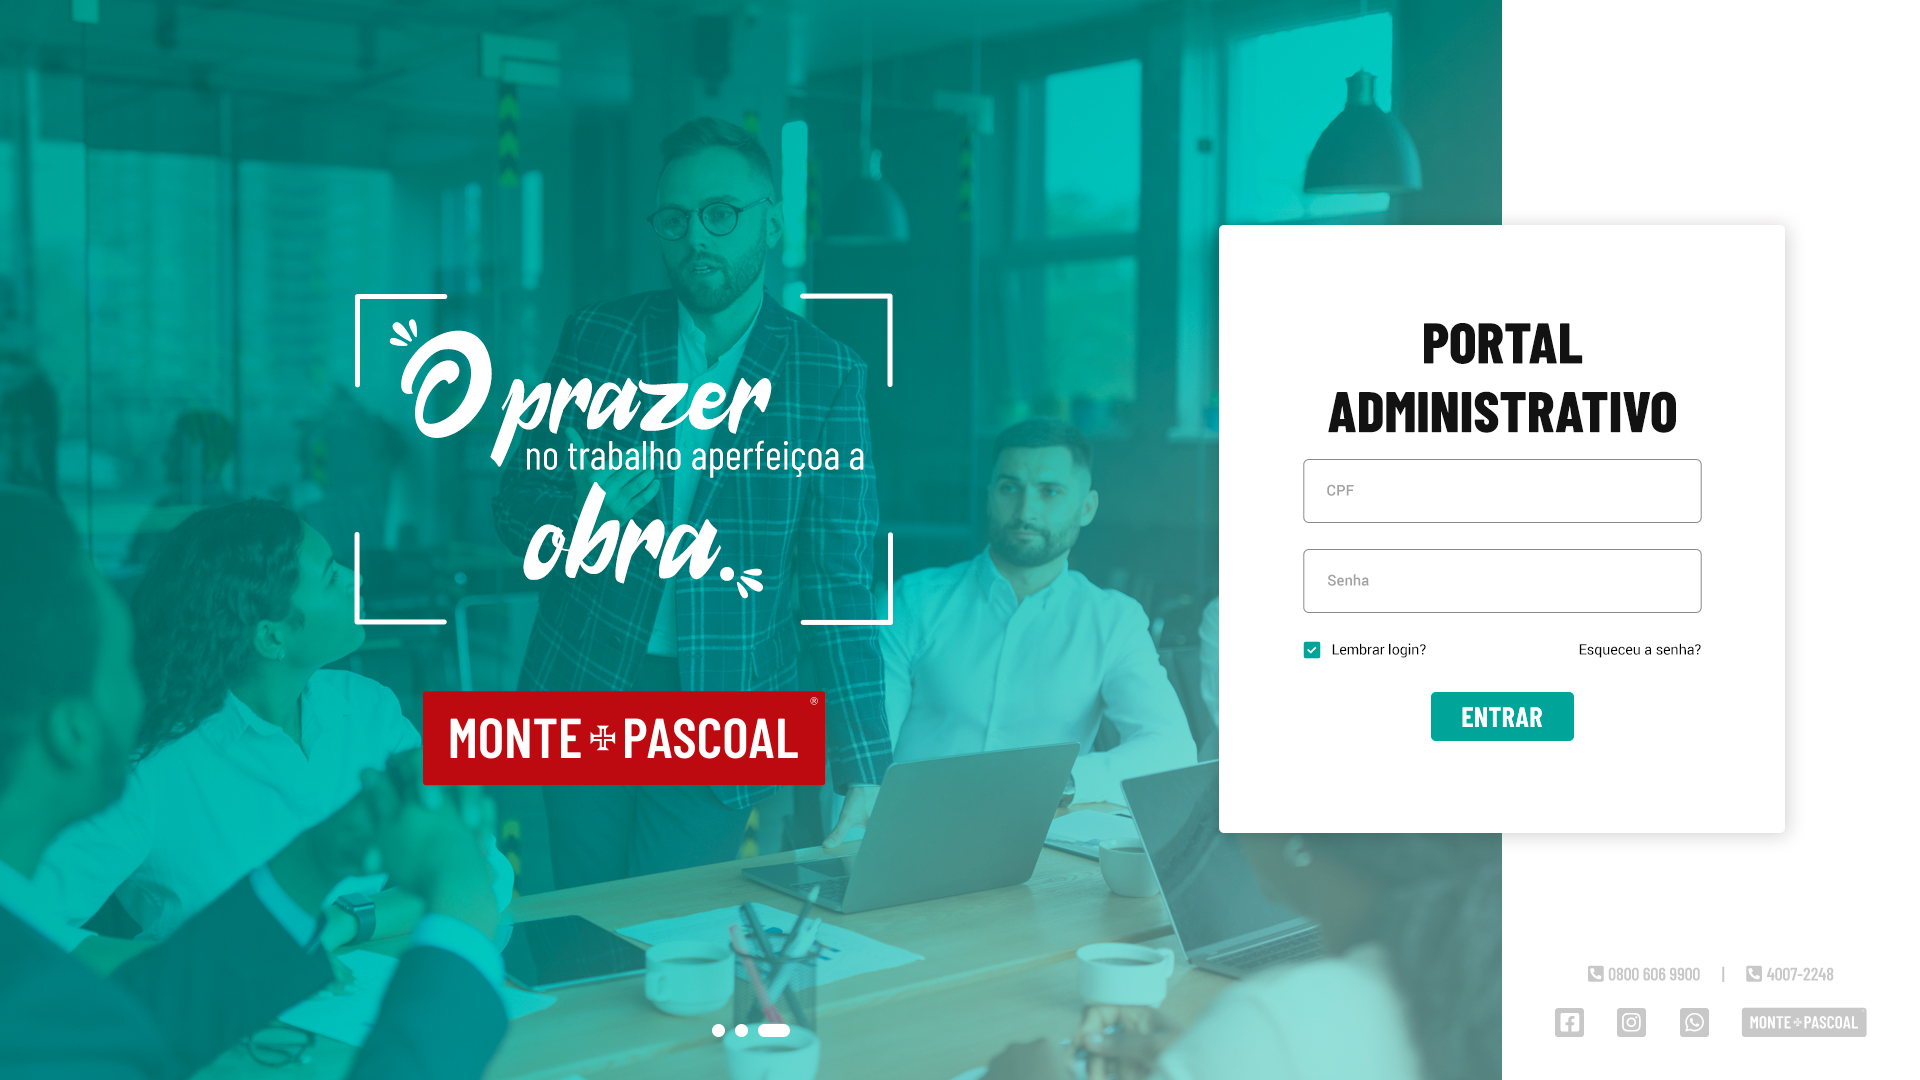 O prazer
no trabalho aperfeiçoa a
obra.
MONTE PASCOAL ®
PORTAL
ADMINISTRATIVO
CPF
Senha
Lembrar login? Esqueceu a senha?
ENTRAR
0800 606 9900 | 4007-2248
MONTE PASCOAL